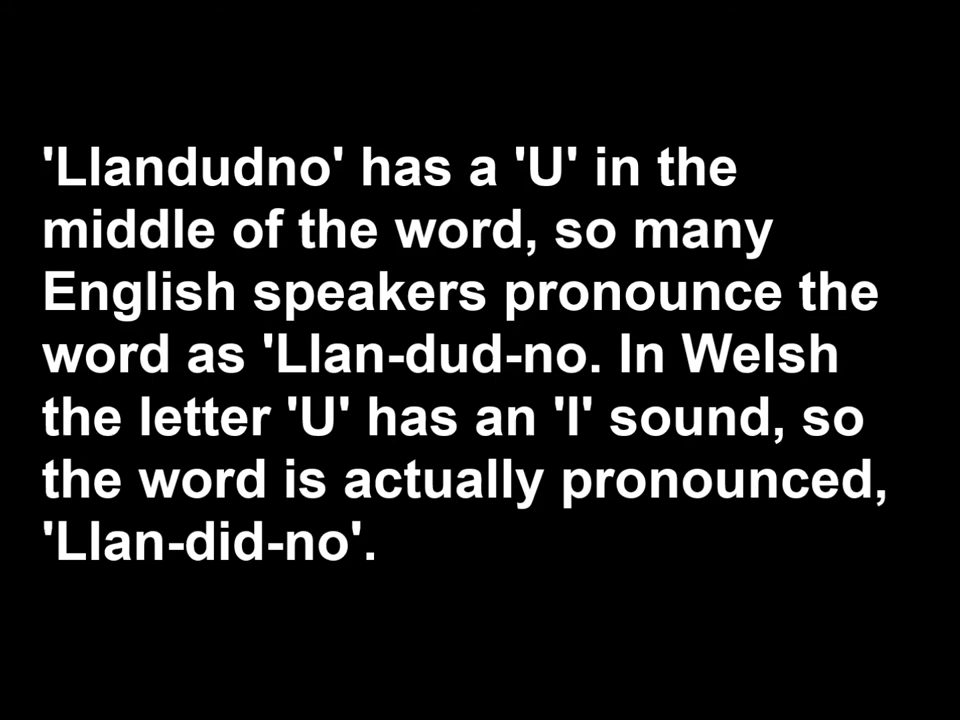 'Llandudno' has a 'U' in the
middle of the word, so many
English speakers pronounce the
word as 'Llan-dud-no. In Welsh
the letter 'U' has an 'I' sound, so
the word is actually pronounced,
'Llan-did-no'.